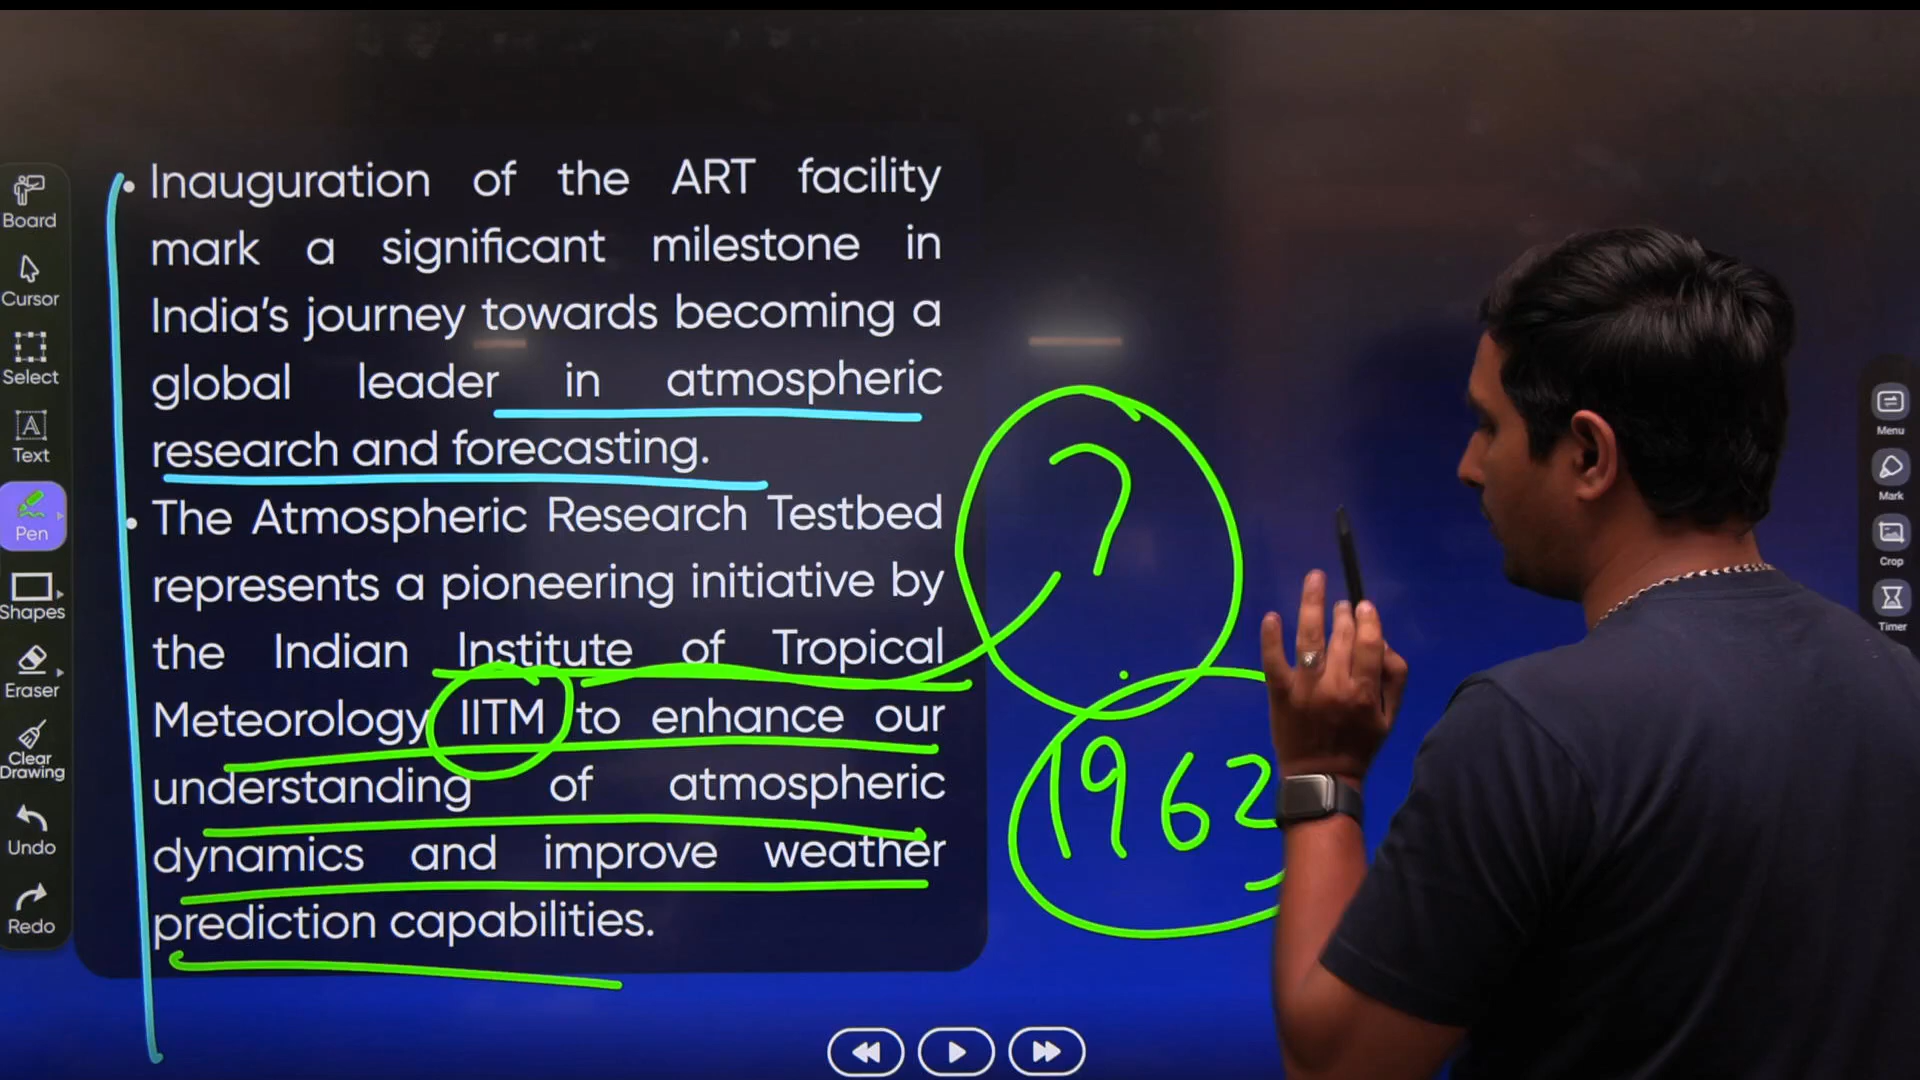 Inauguration of the ART facility
mark a significant milestone in
India's journey towards becoming a
global leader in atmospheric
research and forecasting.
The Atmospheric Research Testbed
represents a pioneering initiative by
the Indian Institute of Tropical
Meteorology IITM to enhance our
understanding of atmospheric
dynamics and improve weather
prediction capabilities.
?
1962
Board
Cursor
Select
Text
Pen
Shapes
Eraser
Clear
Drawing
Undo
Redo
Menu
Mark
Crop
Timer